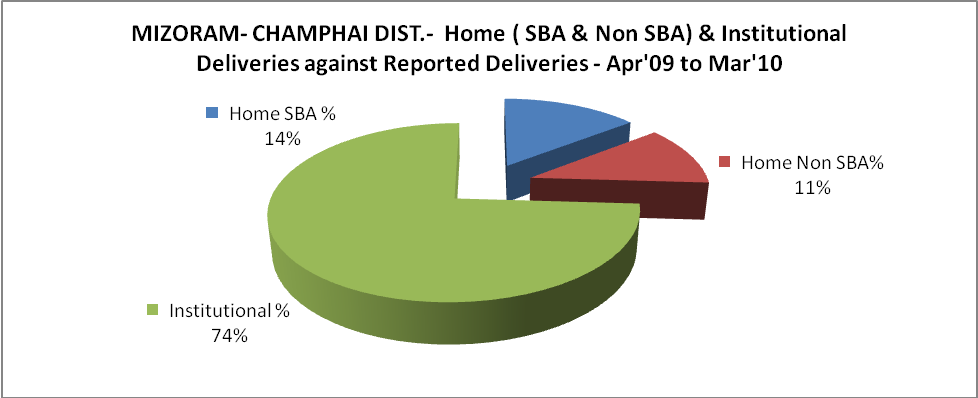 MIZORAM- CHAMPHAI DIST.- Home ( SBA & Non SBA) & Institutional
Deliveries against Reported Deliveries - Apr'09 to Mar'10
Home SBA %
14%
Home Non SBA%
11%
Institutional %
74%